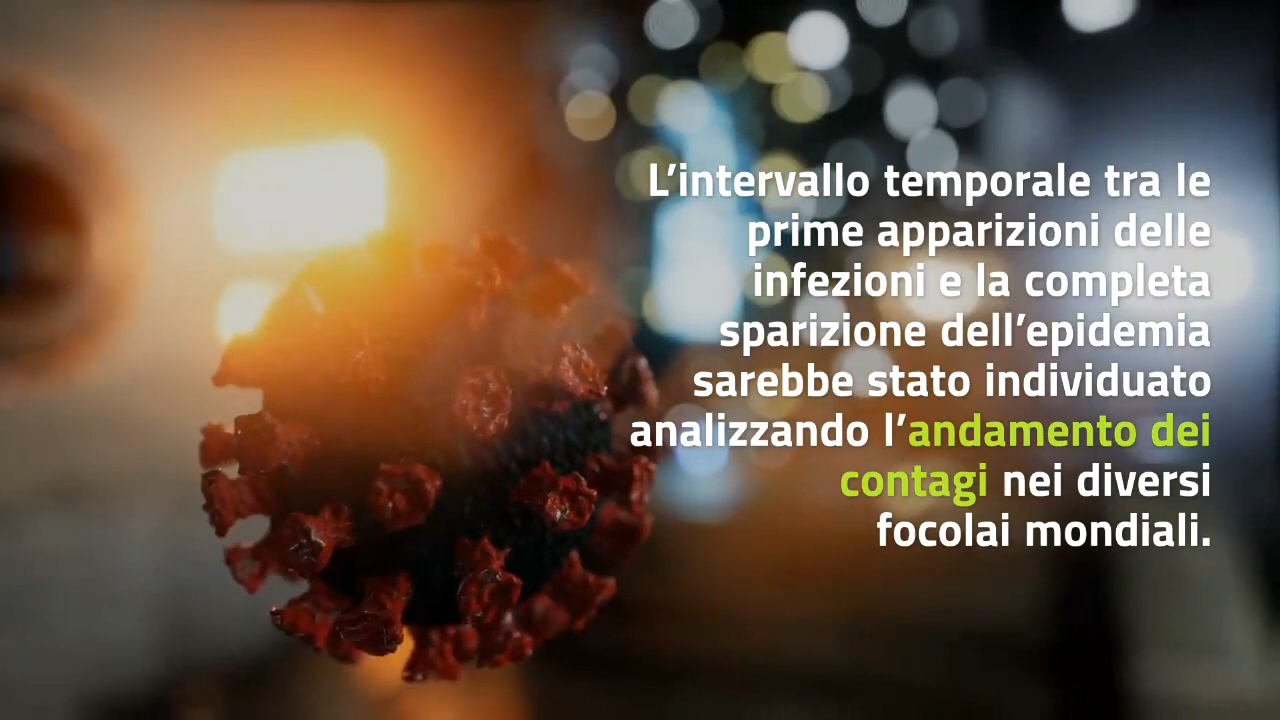 L’intervallo temporale tra le
prime apparizioni delle
infezioni e la completa
sparizione dell’epidemia
sarebbe stato individuato
analizzando l’andamento dei
contagi nei diversi
focolai mondiali.